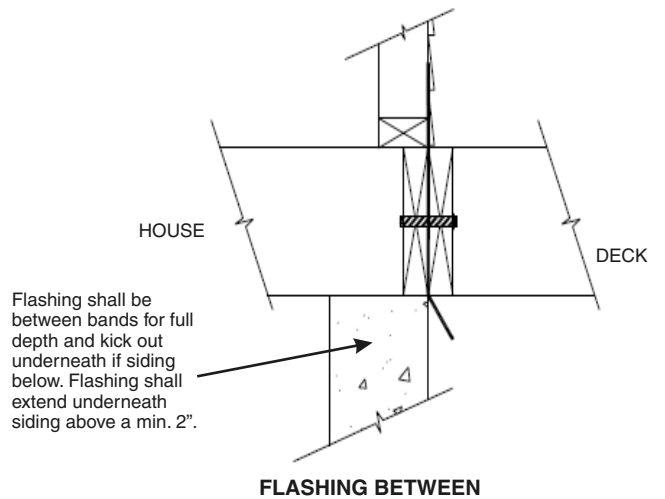 HOUSE
DECK
Flashing shall be
between bands for full
depth and kick out
underneath if siding
below. Flashing shall
extend underneath
siding above a min. 2”.
FLASHING BETWEEN